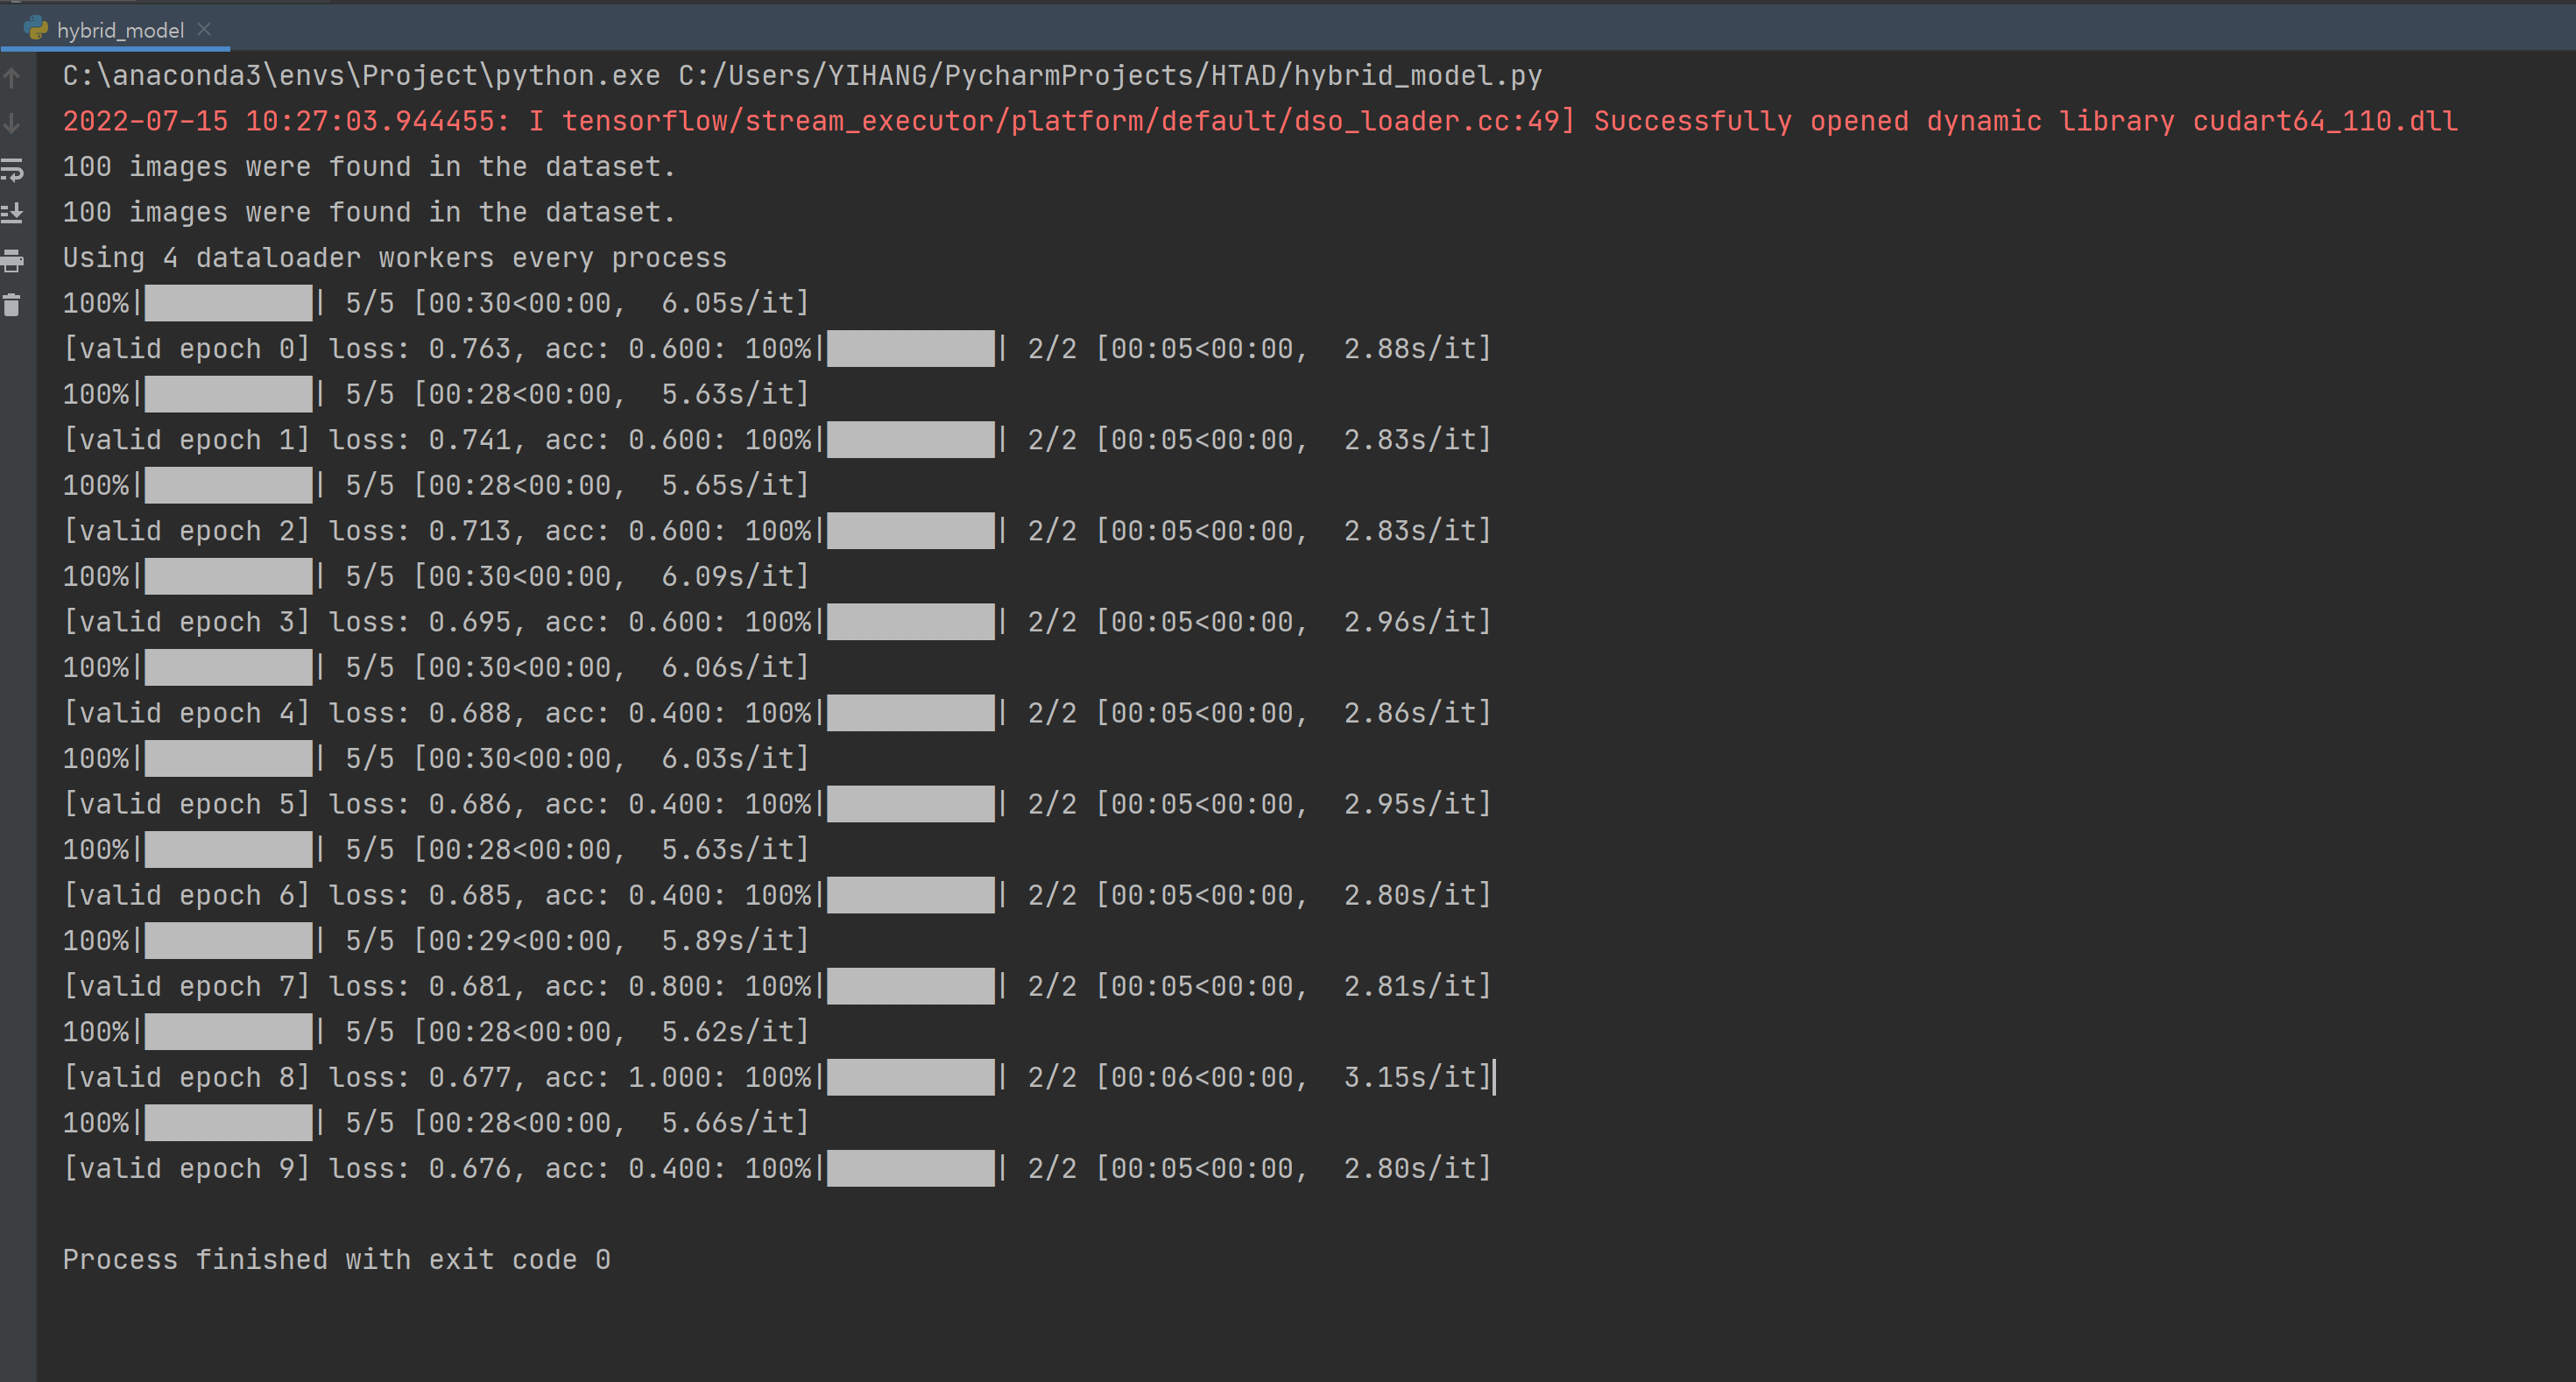 hybrid_model
C:\anaconda3\envs\Project\python.exe C:/Users/YIHANG/PycharmProjects/HTAD/hybrid_model.py
2022-07-15 10:27:03.944455: I tensorflow/stream_executor/platform/default/dso_loader.cc:49] Successfully opened dynamic library cudart64_110.dll
100 images were found in the dataset.
100 images were found in the dataset.
Using 4 dataloader workers every process
100%|██████████| 5/5 [00:30<00:00,  6.05s/it]
[valid epoch 0] loss: 0.763, acc: 0.600: 100%|██████████| 2/2 [00:05<00:00,  2.88s/it]
100%|██████████| 5/5 [00:28<00:00,  5.63s/it]
[valid epoch 1] loss: 0.741, acc: 0.600: 100%|██████████| 2/2 [00:05<00:00,  2.83s/it]
100%|██████████| 5/5 [00:28<00:00,  5.65s/it]
[valid epoch 2] loss: 0.713, acc: 0.600: 100%|██████████| 2/2 [00:05<00:00,  2.83s/it]
100%|██████████| 5/5 [00:30<00:00,  6.09s/it]
[valid epoch 3] loss: 0.695, acc: 0.600: 100%|██████████| 2/2 [00:05<00:00,  2.96s/it]
100%|██████████| 5/5 [00:30<00:00,  6.06s/it]
[valid epoch 4] loss: 0.688, acc: 0.400: 100%|██████████| 2/2 [00:05<00:00,  2.86s/it]
100%|██████████| 5/5 [00:30<00:00,  6.03s/it]
[valid epoch 5] loss: 0.686, acc: 0.400: 100%|██████████| 2/2 [00:05<00:00,  2.95s/it]
100%|██████████| 5/5 [00:28<00:00,  5.63s/it]
[valid epoch 6] loss: 0.685, acc: 0.400: 100%|██████████| 2/2 [00:05<00:00,  2.80s/it]
100%|██████████| 5/5 [00:29<00:00,  5.89s/it]
[valid epoch 7] loss: 0.681, acc: 0.800: 100%|██████████| 2/2 [00:05<00:00,  2.81s/it]
100%|██████████| 5/5 [00:28<00:00,  5.62s/it]
[valid epoch 8] loss: 0.677, acc: 1.000: 100%|██████████| 2/2 [00:06<00:00,  3.15s/it]
100%|██████████| 5/5 [00:28<00:00,  5.66s/it]
[valid epoch 9] loss: 0.676, acc: 0.400: 100%|██████████| 2/2 [00:05<00:00,  2.80s/it]
Process finished with exit code 0